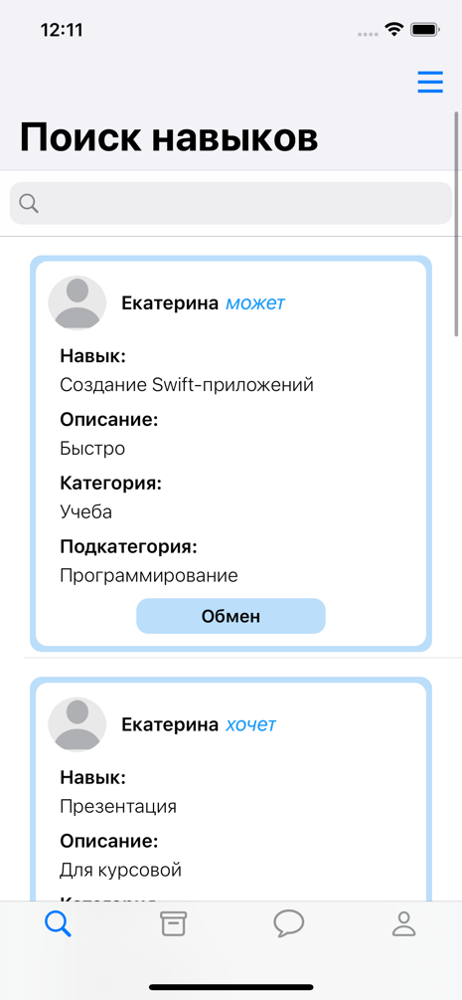 12:11
Поиск навыков
Екатерина может
Навык:
Создание Swift-приложений
Описание:
Быстро
Категория:
Учеба
Подкатегория:
Программирование
Обмен
Екатерина хочет
Навык:
Презентация
Описание:
Для курсовой